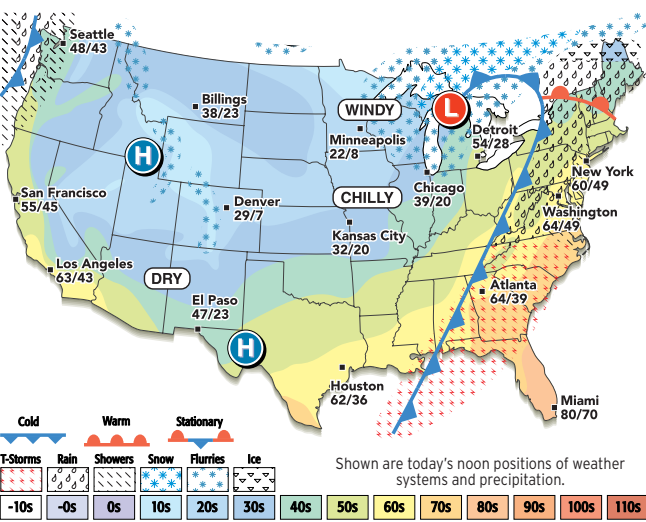 Seattle
48/43
Billings
38/23
WINDY
L
Minneapolis
22/8
Detroit
54/28
H
New York
60/49
San Francisco
55/45
Denver
29/7
CHILLY
Chicago
39/20
Washington
64/49
Kansas City
32/20
Los Angeles
63/43
DRY
El Paso
47/23
Atlanta
64/39
H
Houston
62/36
Miami
80/70
Cold
Warm
Stationary
T-Storms
Rain
Showers
Snow
Flurries
Ice
Shown are today's noon positions of weather
systems and precipitation.
-10s -0s 0s 10s 20s 30s 40s 50s 60s 70s 80s 90s 100s 110s